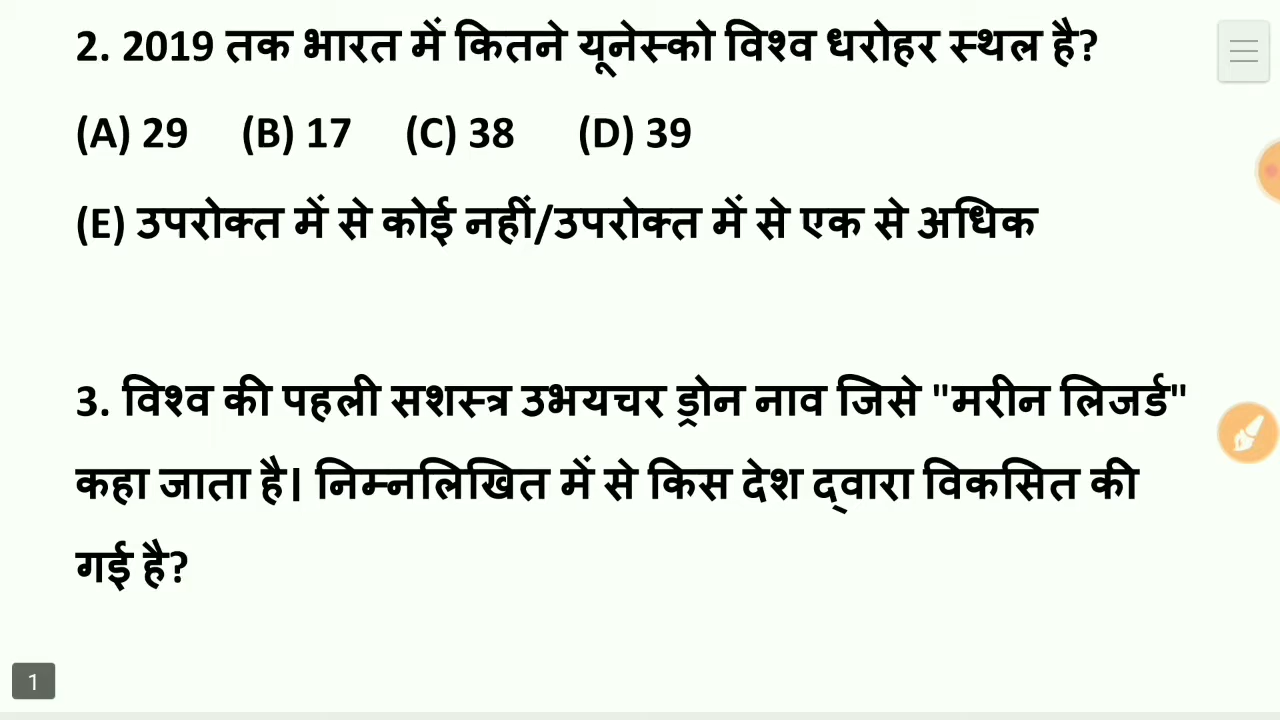 2. 2019 तक भारत में कितने यूनेस्को विश्व धरोहर स्थल है?
(A) 29 (B) 17 (C) 38 (D) 39
(E) उपरोक्त में से कोई नहीं/उपरोक्त में से एक से अधिक
3. विश्व की पहली सशस्त्र उभयचर ड्रोन नाव जिसे "मरीन लिजर्ड"
कहा जाता है। निम्नलिखित में से किस देश द्वारा विकसित की
गई है?
1